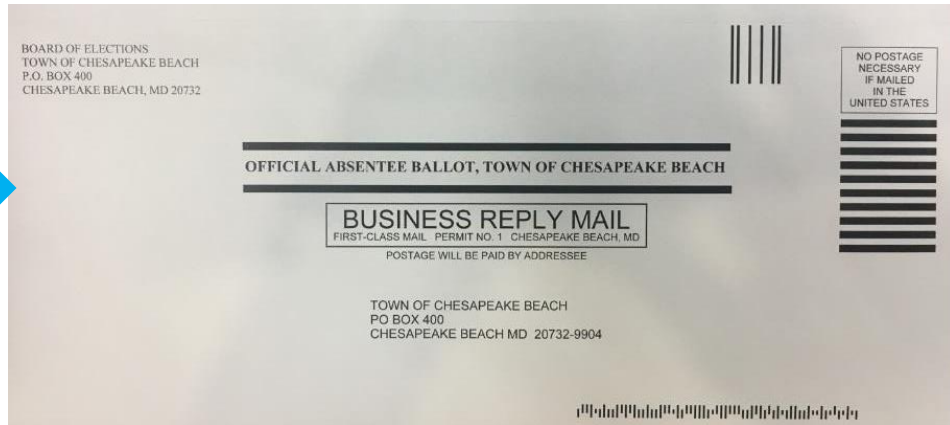 BOARD OF ELECTIONS
TOWN OF CHESAPEAKE BEACH
P.O. BOX 400
CHESAPEAKE BEACH, MD 20732
NO POSTAGE
NECESSARY
IF MAILED
IN THE
UNITED STATES
OFFICIAL ABSENTEE BALLOT, TOWN OF CHESAPEAKE BEACH
BUSINESS REPLY MAIL
FIRST-CLASS MAIL PERMIT NO. 1 CHESAPEAKE BEACH, MD
POSTAGE WILL BE PAID BY ADDRESSEE
TOWN OF CHESAPEAKE BEACH
PO BOX 400
CHESAPEAKE BEACH MD 20732-9904